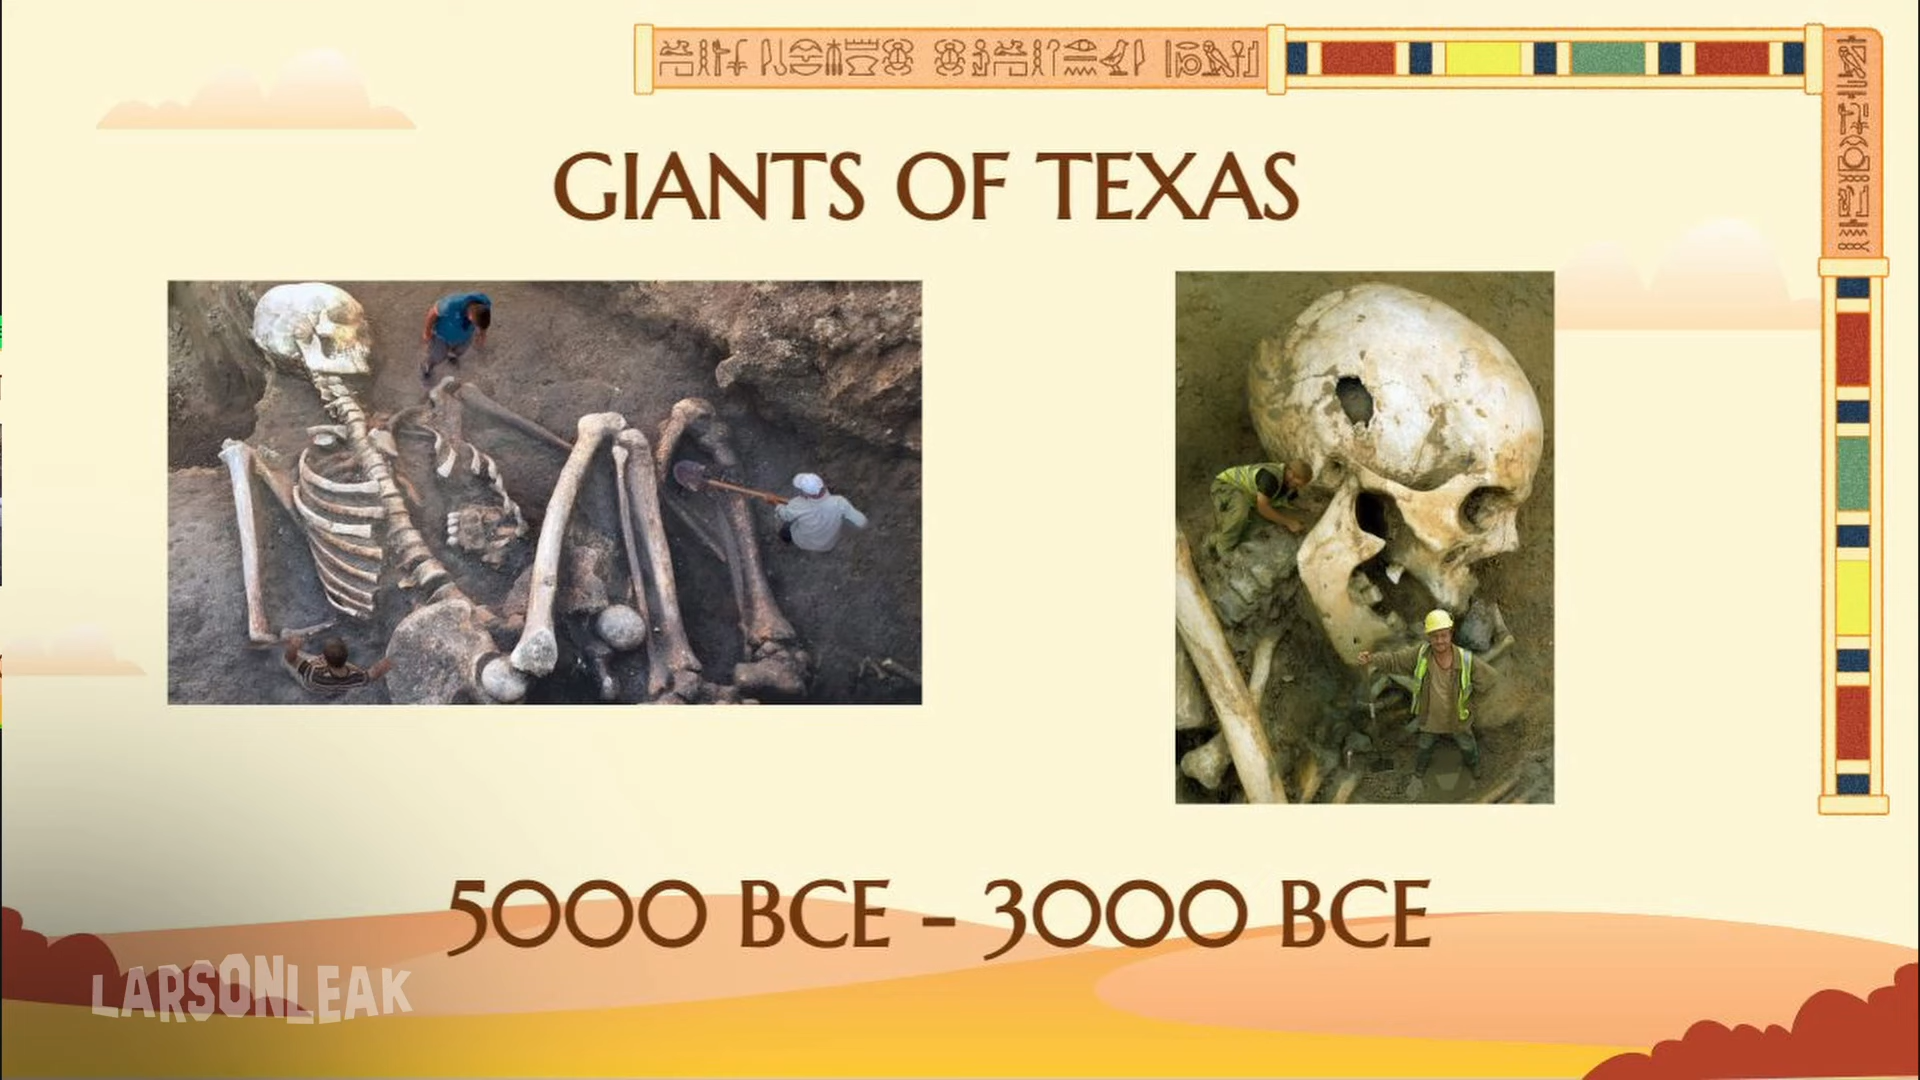 GIANTS OF TEXAS
5000 BCE - 3000 BCE
LARSONLEAK